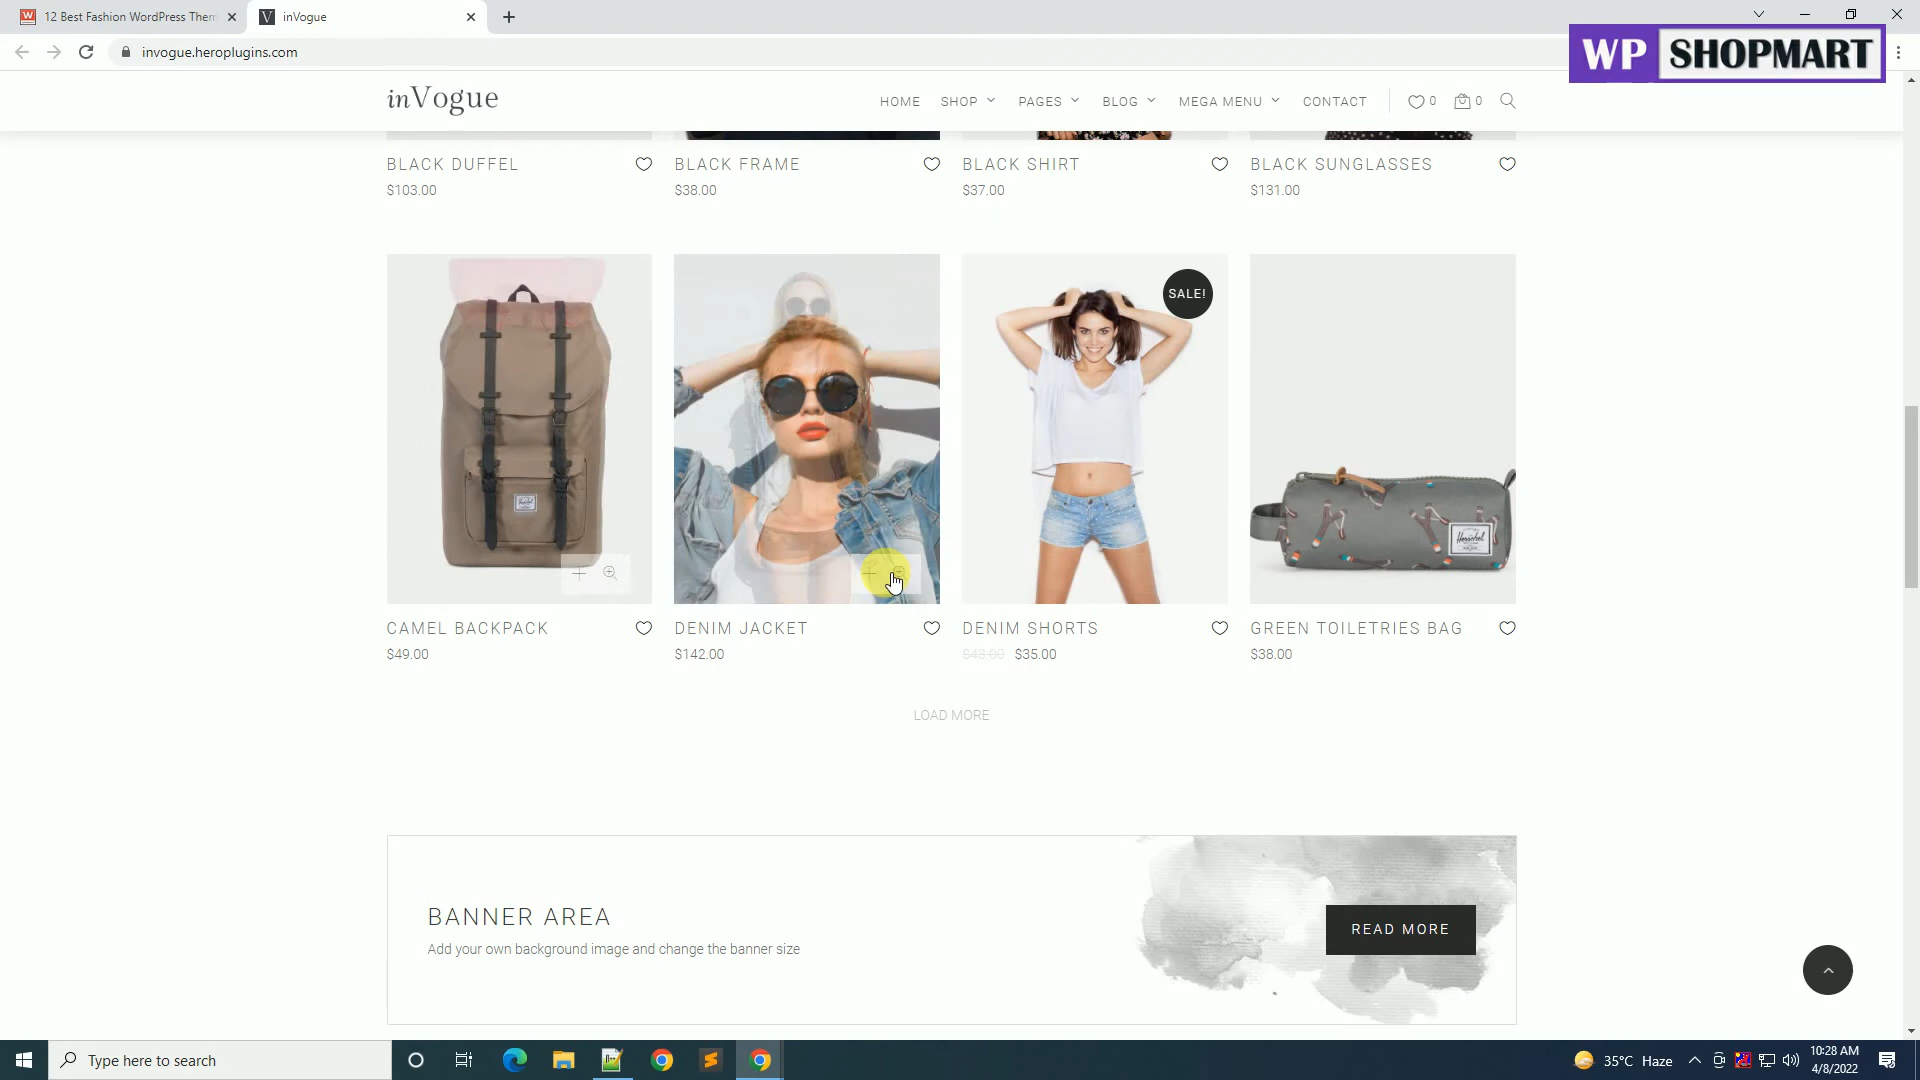 12 Best Fashion WordPress Them
inVogue
invogue.heroplugins.com
WP SHOPMART
inVogue
HOME SHOP PAGES BLOG MEGA MENU CONTACT 0 0
BLACK DUFFEL
$103.00
BLACK FRAME
$38.00
BLACK SHIRT
$37.00
BLACK SUNGLASSES
$131.00
SALE!
Herschel
Herschel
CAMEL BACKPACK
$49.00
DENIM JACKET
$142.00
DENIM SHORTS
$43.00 $35.00
GREEN TOILETRIES BAG
$38.00
LOAD MORE
BANNER AREA
Add your own background image and change the banner size
READ MORE
Type here to search
35°C Haze
10:28 AM
4/8/2022